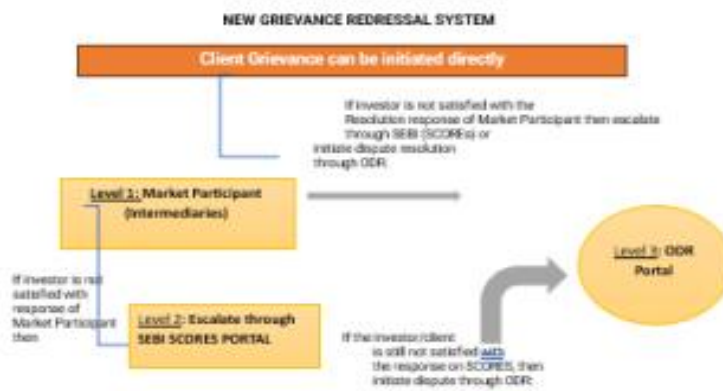 NEW GRIEVANCE REDRESSAL SYSTEM
Client Grievance can be initiated directly
If investor is not satisfied with the
Resolution response of Market Participant then escalate
through SEBI (SCOREs) or
initiate dispute resolution
through ODR
Level 1: Market Participant
(Intermediaries)
Level 3: ODR
Portal
If investor is not
satisfied with
response of
Market Participant
then
Level 2: Escalate through
SEBI SCORES PORTAL
If the investor/client
is still not satisfied with
the response on SCORES, then
initiate dispute through ODR: